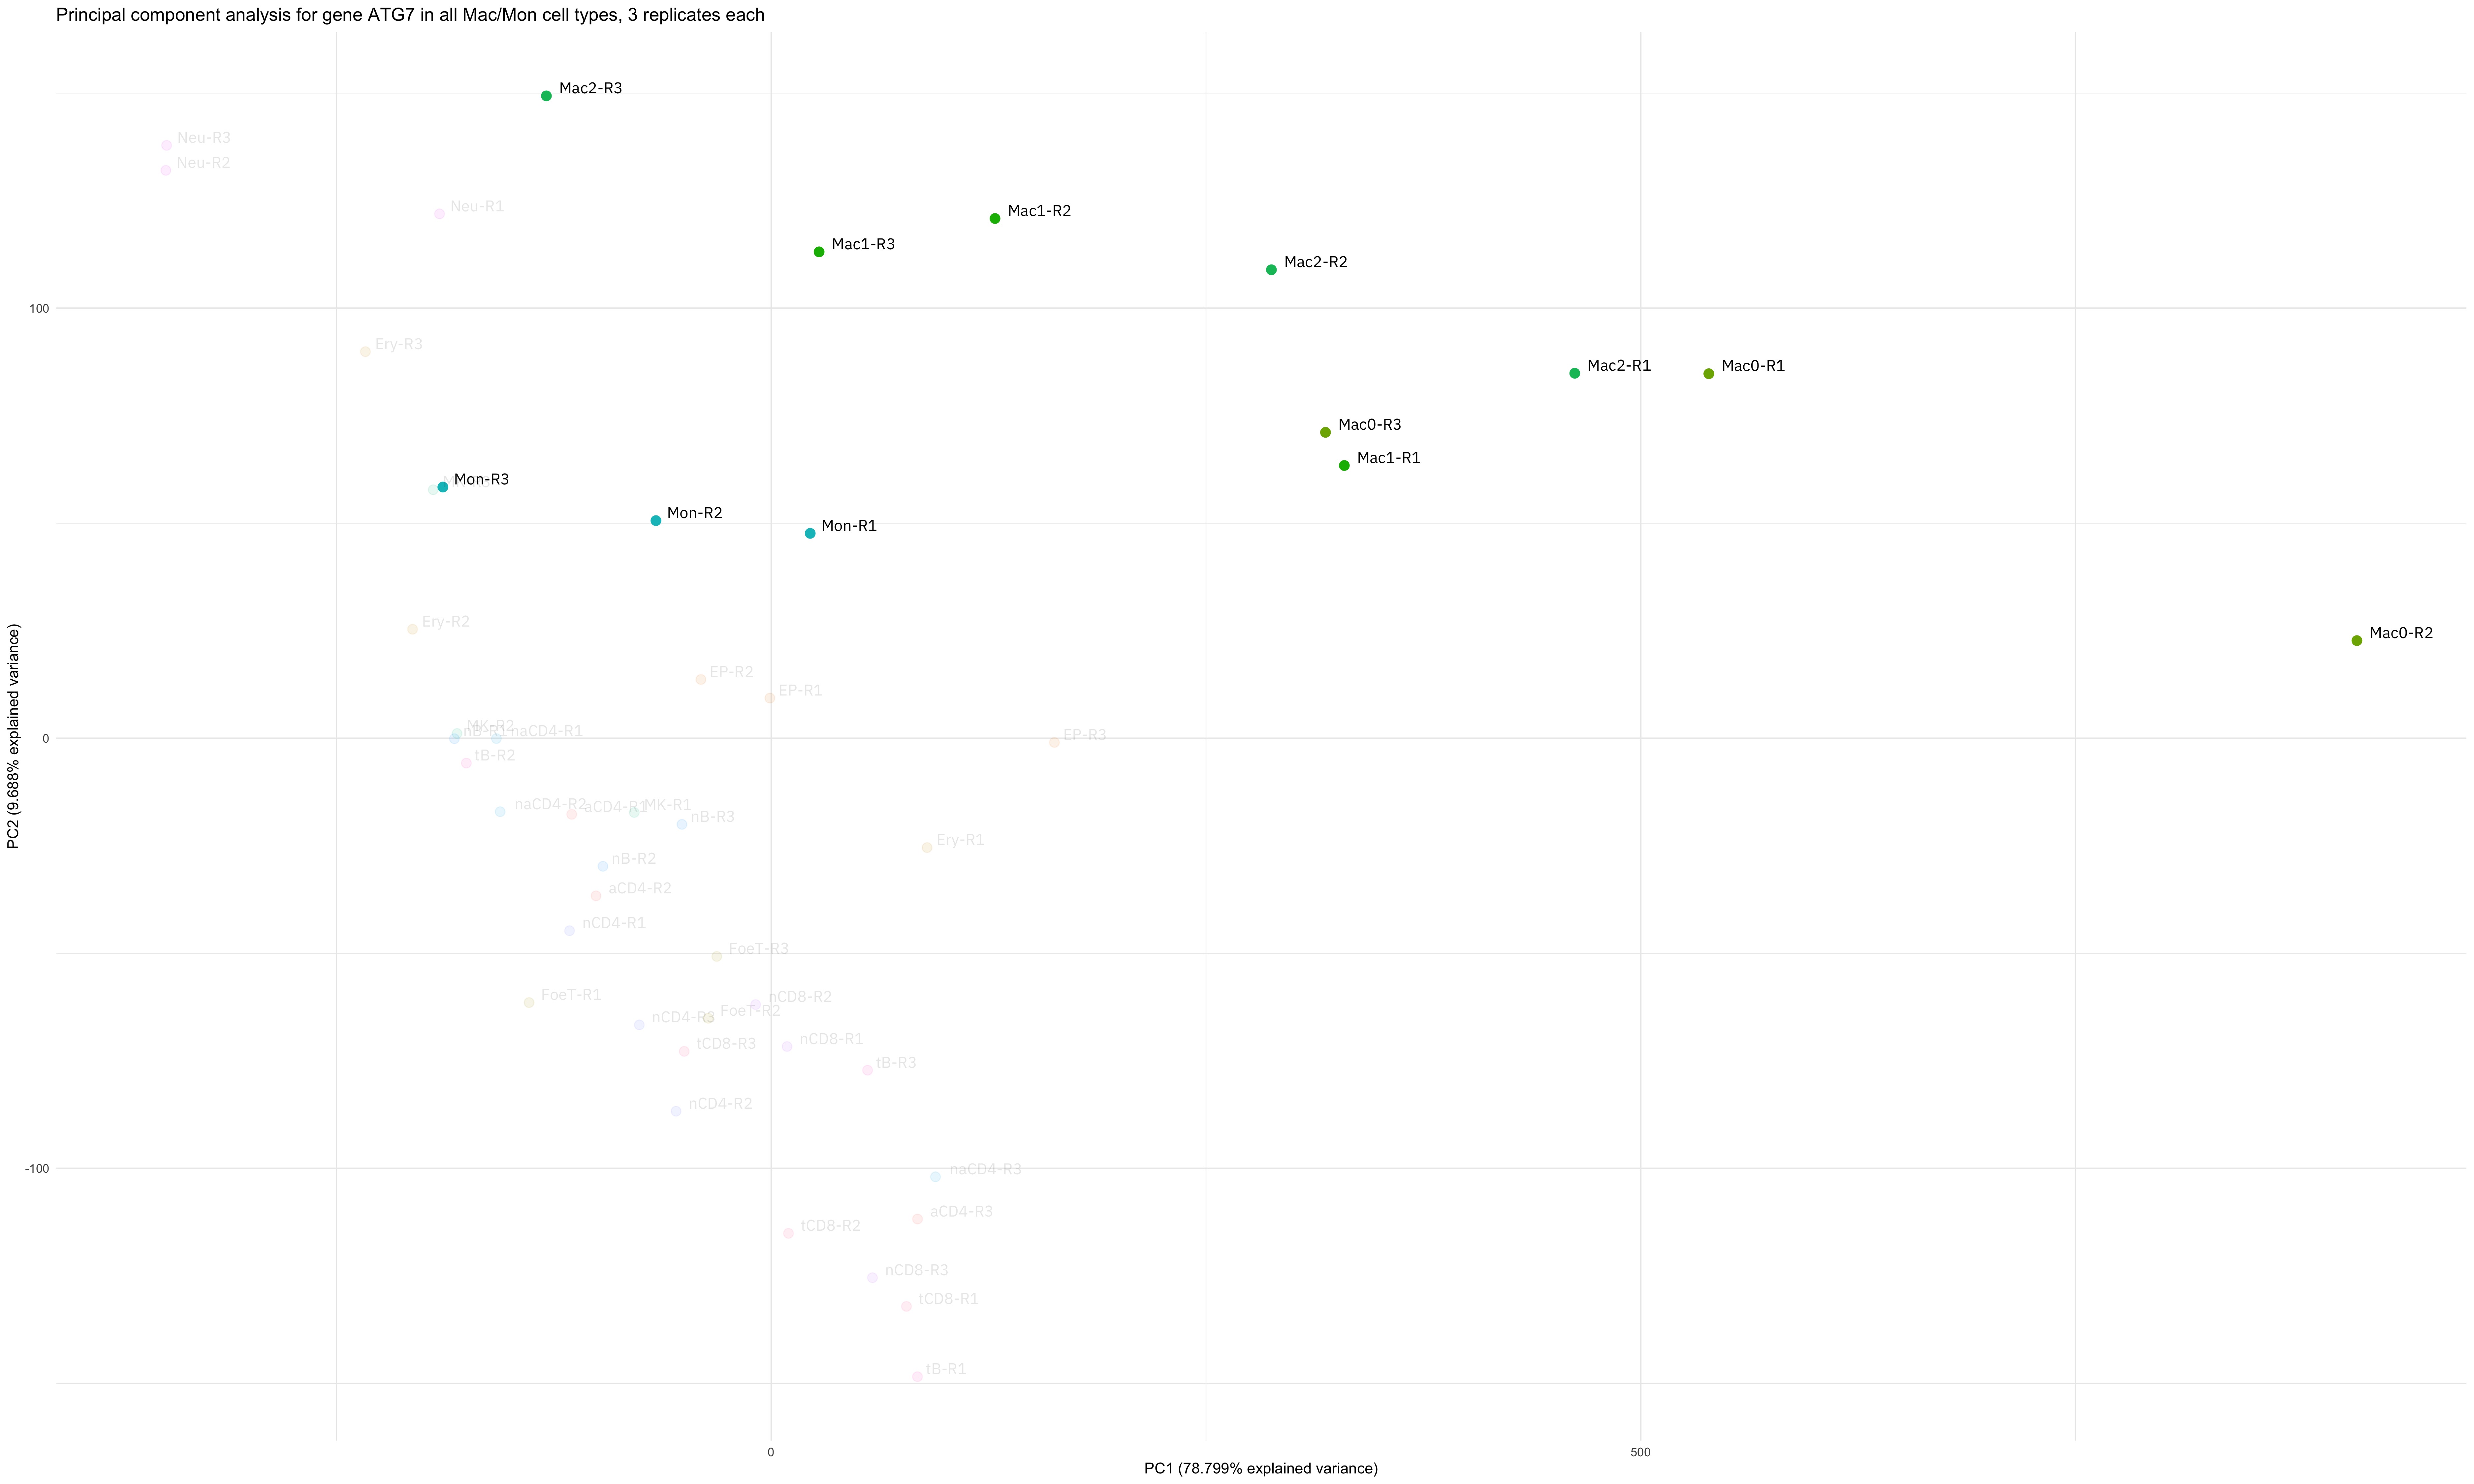 Principal component analysis for gene ATG7 in all Mac/Mon cell types, 3 replicates each
Mac2-R3
Neu-R3
Neu-R2
Neu-R1
Mac1-R2
Mac1-R3
Mac2-R2
100
Ery-R3
Mac2-R1
Mac0-R1
Mac0-R3
Mac1-R1
Mon-R3
Mon-R2
Mon-R1
Ery-R2
Mac0-R2
EP-R2
EP-R1
MK-R2
nB-R1
naCD4-R1
EP-R3
0
tB-R2
naCD4-R2
aCD4-R1
MK-R1
nB-R3
Ery-R1
nB-R2
aCD4-R2
nCD4-R1
FoeT-R3
FoeT-R1
nCD8-R2
FoeT-R2
nCD4-R3
tCD8-R3
nCD8-R1
tB-R3
nCD4-R2
-100
naCD4-R3
aCD4-R3
tCD8-R2
nCD8-R3
tCD8-R1
tB-R1
PC2 (9.688% explained variance)
0
500
PC1 (78.799% explained variance)